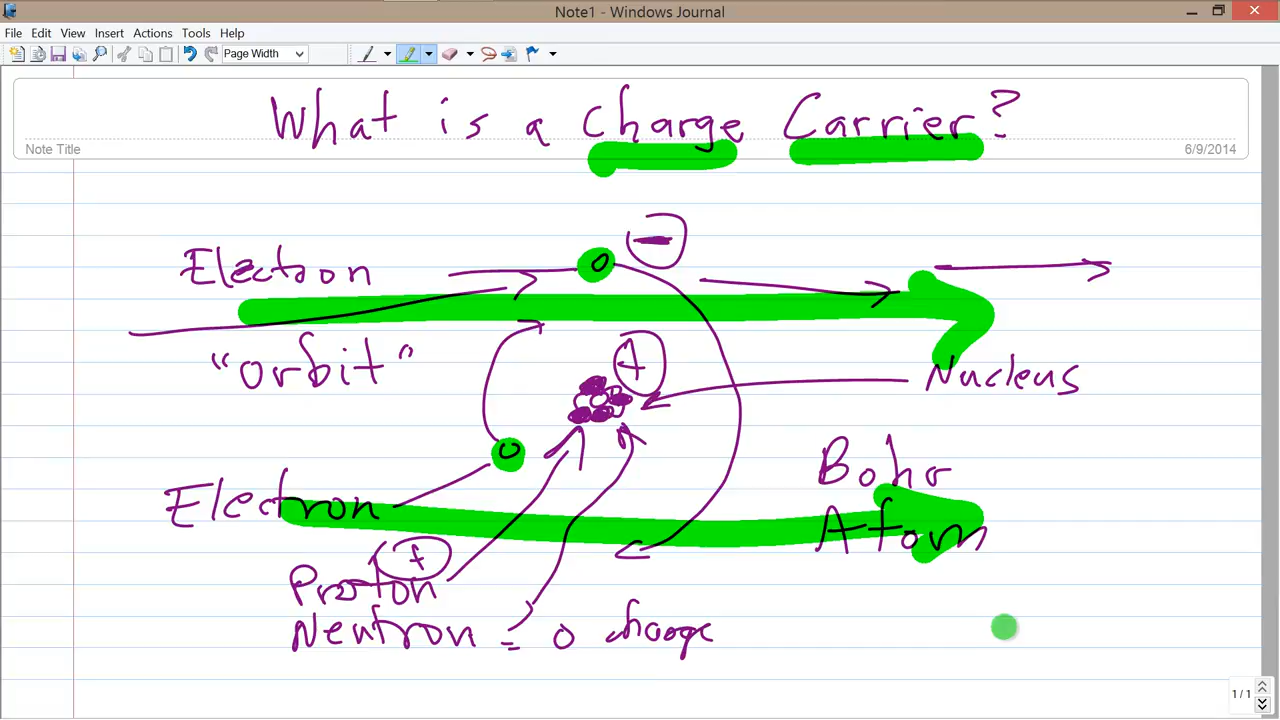 Note1 - Windows Journal
File Edit View Insert Actions Tools Help
Page Width
What is a charge Carrier?
Note Title
6/9/2014
Electron
−
"orbit"
+
Nucleus
Bohr
Electron
Atom
+
Proton
Neutron = 0 charge
1/1